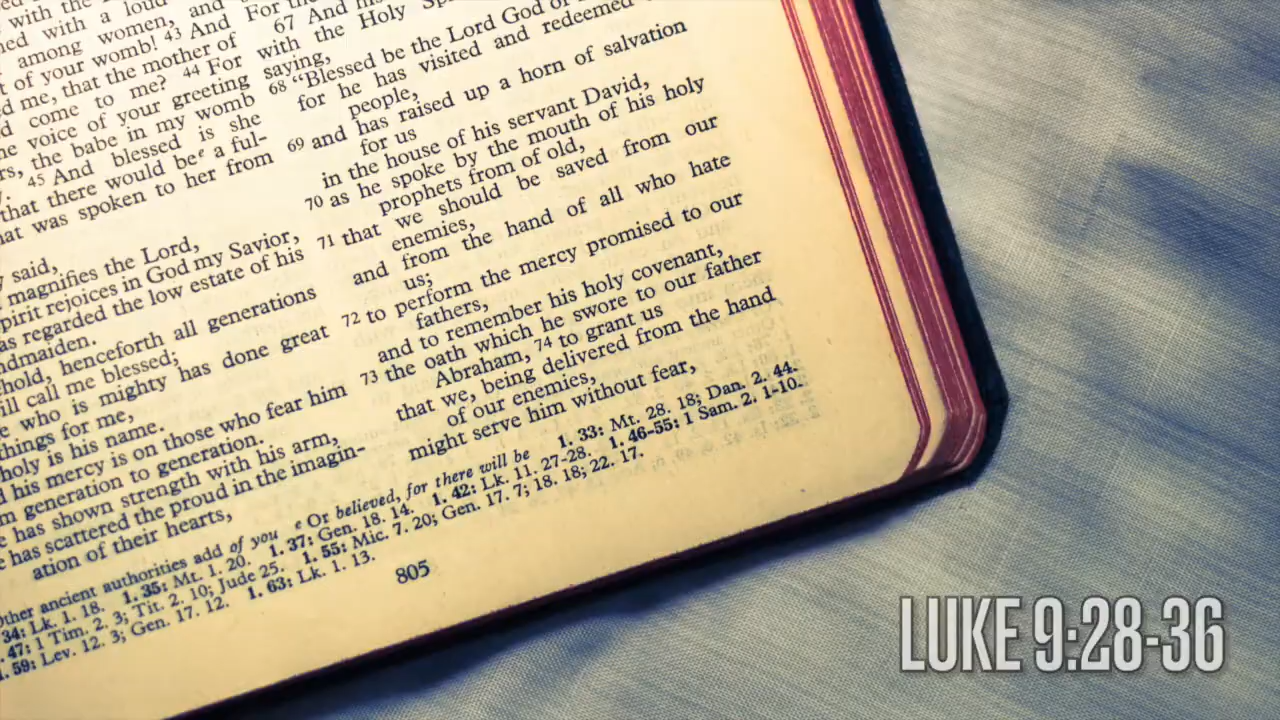 with the
ned with a loud
among women, and
t of your womb! 43 And
d me, that the mother of
d come to me? 44 For
he voice of your greeting
the babe in my womb
45 And blessed is she
that there would be e a ful-
hat was spoken to her from
said,
magnifies the Lord,
pirit rejoices in God my Savior,
as regarded the low estate of his
ndmaiden.
hold, henceforth all generations
ill call me blessed;
e who is mighty has done great
things for me,
holy is his name.
d his mercy is on those who fear him
m generation to generation.
e has shown strength with his arm,
he has scattered the proud in the imagin-
ation of their hearts,
For the
67 And his
with the Holy
saying,
68 "Blessed be the Lord God of
for he has visited and redeemed
people,
69 and has raised up a horn of salvation
for us
in the house of his servant David,
70 as he spoke by the mouth of his holy
prophets from of old,
71 that we should be saved from our
enemies,
and from the hand of all who hate
us;
72 to perform the mercy promised to our
fathers,
and to remember his holy covenant,
73 the oath which he swore to our father
Abraham, 74 to grant us
that we, being delivered from the hand
of our enemies,
might serve him without fear,
Other ancient authorities add of you e Or believed, for there will be 1. 33: Mt. 28. 18; Dan. 2. 44.
34: Lk. 1. 18. 1. 35: Mt. 1. 20. 1. 37: Gen. 18. 14. 1. 42: Lk. 11. 27-28. 1. 46-55: 1 Sam. 2. 1-10.
47: 1 Tim. 2. 3; Tit. 2. 10; Jude 25. 1. 55: Mic. 7. 20; Gen. 17. 7; 18. 18; 22. 17.
59: Lev. 12. 3; Gen. 17. 12. 1. 63: Lk. 1. 13.
805
LUKE 9:28-36